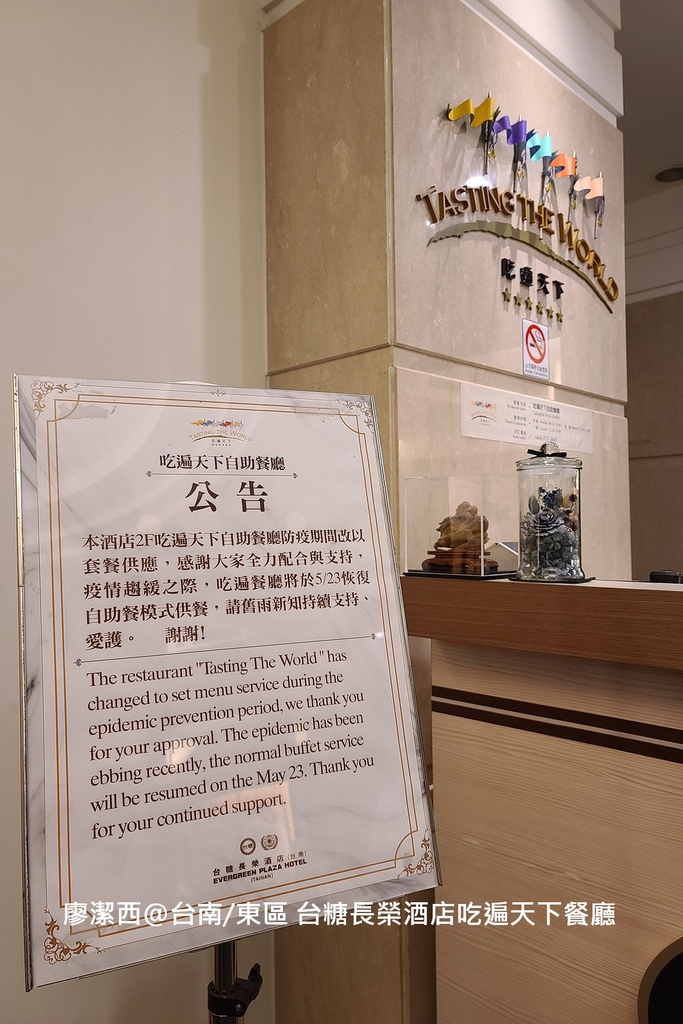 TASTING THE WORLD
吃遍天下
TASTING THE WORLD
吃遍天下
吃遍天下自助餐廳
公告
本酒店2F吃遍天下自助餐廳防疫期間改以
套餐供應，感謝大家全力配合與支持，
疫情趨緩之際，吃遍餐廳將於5/23恢復
自助餐模式供餐，請舊雨新知持續支持、
愛護。 謝謝!
The restaurant "Tasting The World" has
changed to set menu service during the
epidemic prevention period, we thank you
for your approval. The epidemic has been
ebbing recently, the normal buffet service
will be resumed on the May 23. Thank you
for your continued support.
台糖長榮酒店(台南)
EVERGREEN PLAZA HOTEL
(TAINAN)
廖潔西@台南/東區 台糖長榮酒店吃遍天下餐廳